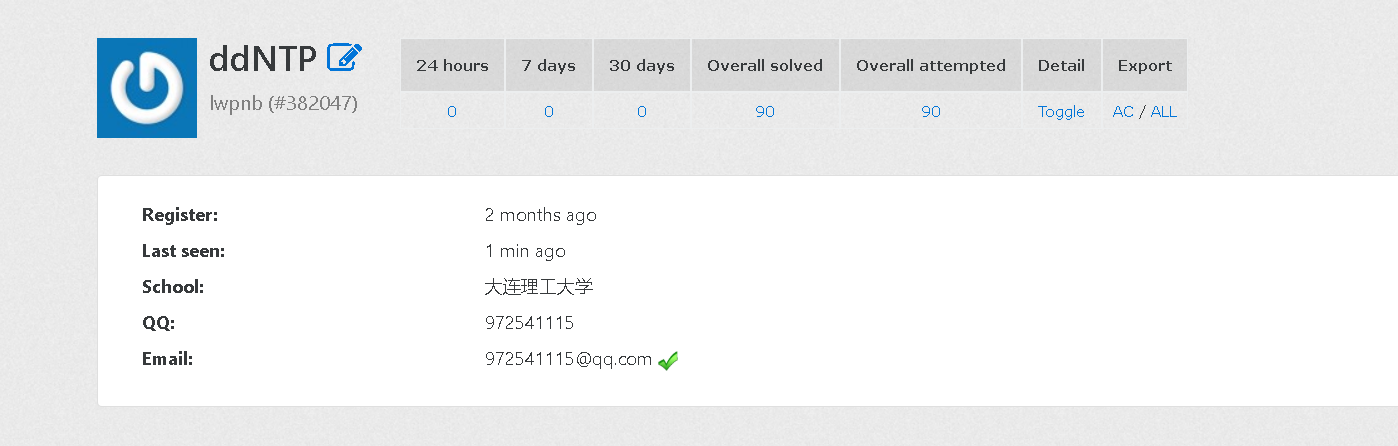 ddNTP
lwpnb (#382047)
24 hours 7 days 30 days Overall solved Overall attempted Detail Export
0 0 0 90 90 Toggle AC / ALL
Register: 2 months ago
Last seen: 1 min ago
School: 大连理工大学
QQ: 972541115
Email: 972541115@qq.com